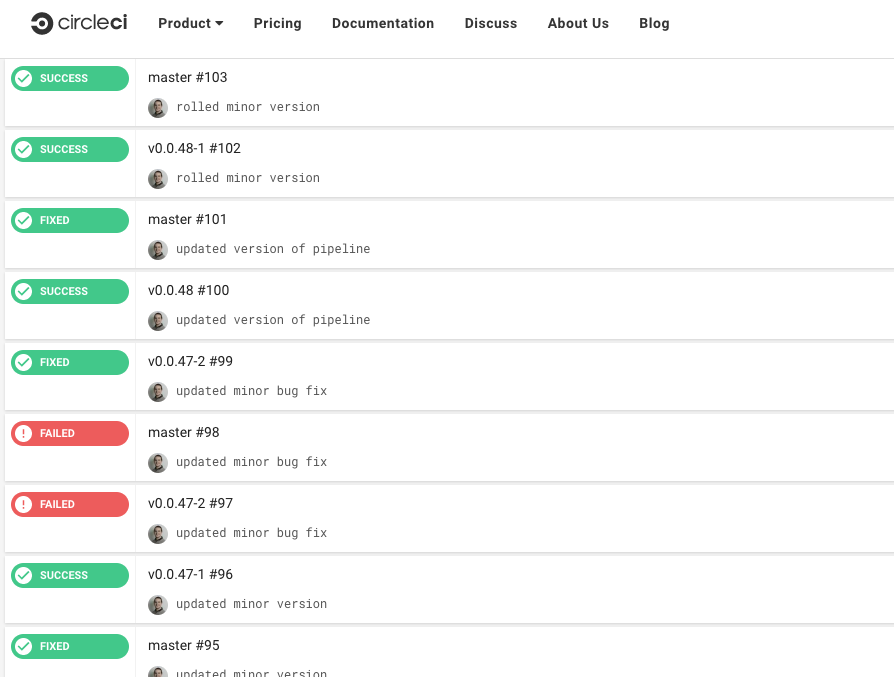 circleci Product Pricing Documentation Discuss About Us Blog
SUCCESS master #103
rolled minor version
SUCCESS v0.0.48-1 #102
rolled minor version
FIXED master #101
updated version of pipeline
SUCCESS v0.0.48 #100
updated version of pipeline
FIXED v0.0.47-2 #99
updated minor bug fix
FAILED master #98
updated minor bug fix
FAILED v0.0.47-2 #97
updated minor bug fix
SUCCESS v0.0.47-1 #96
updated minor version
FIXED master #95
updated minor version